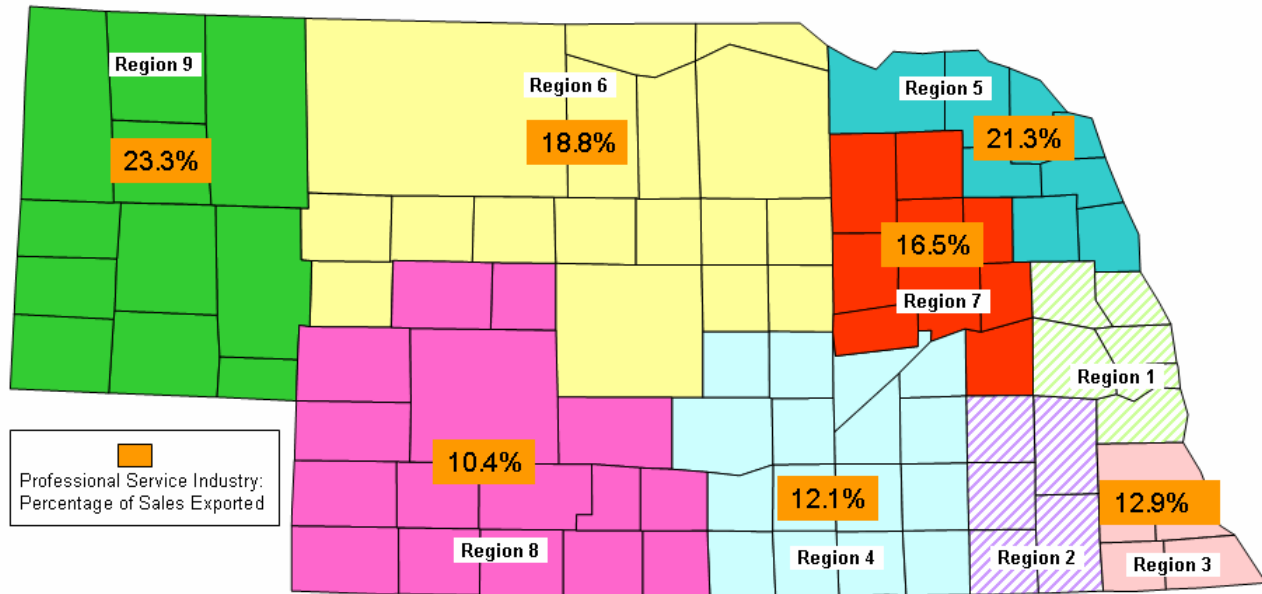 Region 9
Region 6
Region 5
23.3%
18.8%
21.3%
16.5%
Region 7
Region 1
10.4%
12.1%
12.9%
Professional Service Industry:
Percentage of Sales Exported
Region 8
Region 4
Region 2
Region 3